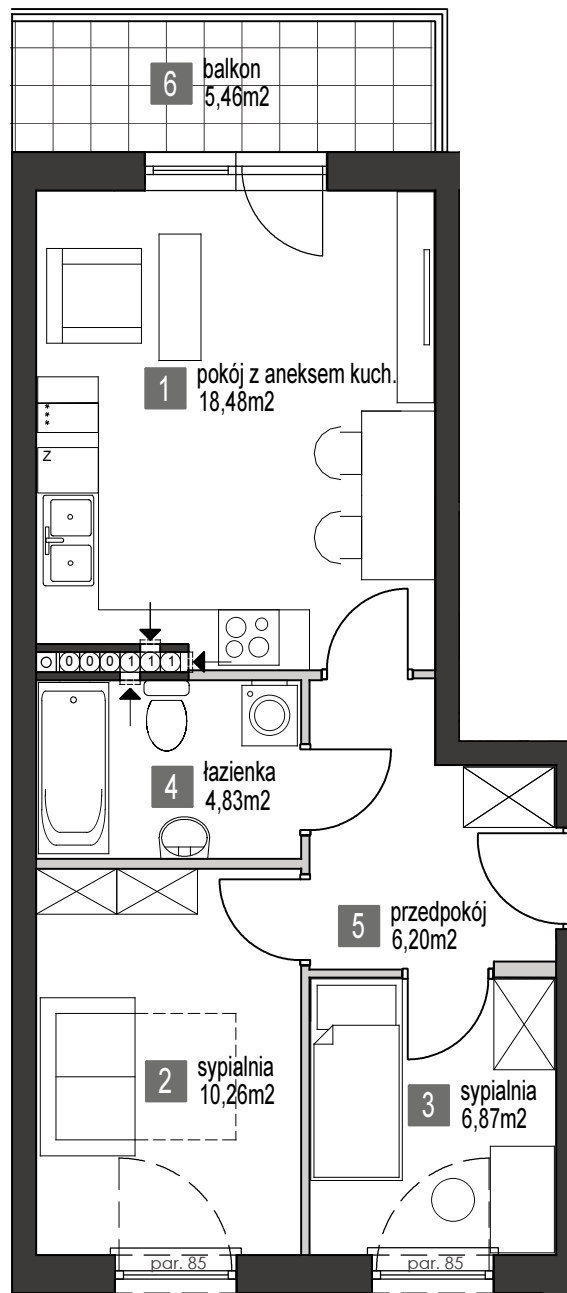 6 balkon
5,46m2
1 pokój z aneksem kuch.
18,48m2
***
Z
0 0 0 1 1 1
4 łazienka
4,83m2
5 przedpokój
6,20m2
2 sypialnia
10,26m2
3 sypialnia
6,87m2
par. 85
par. 85